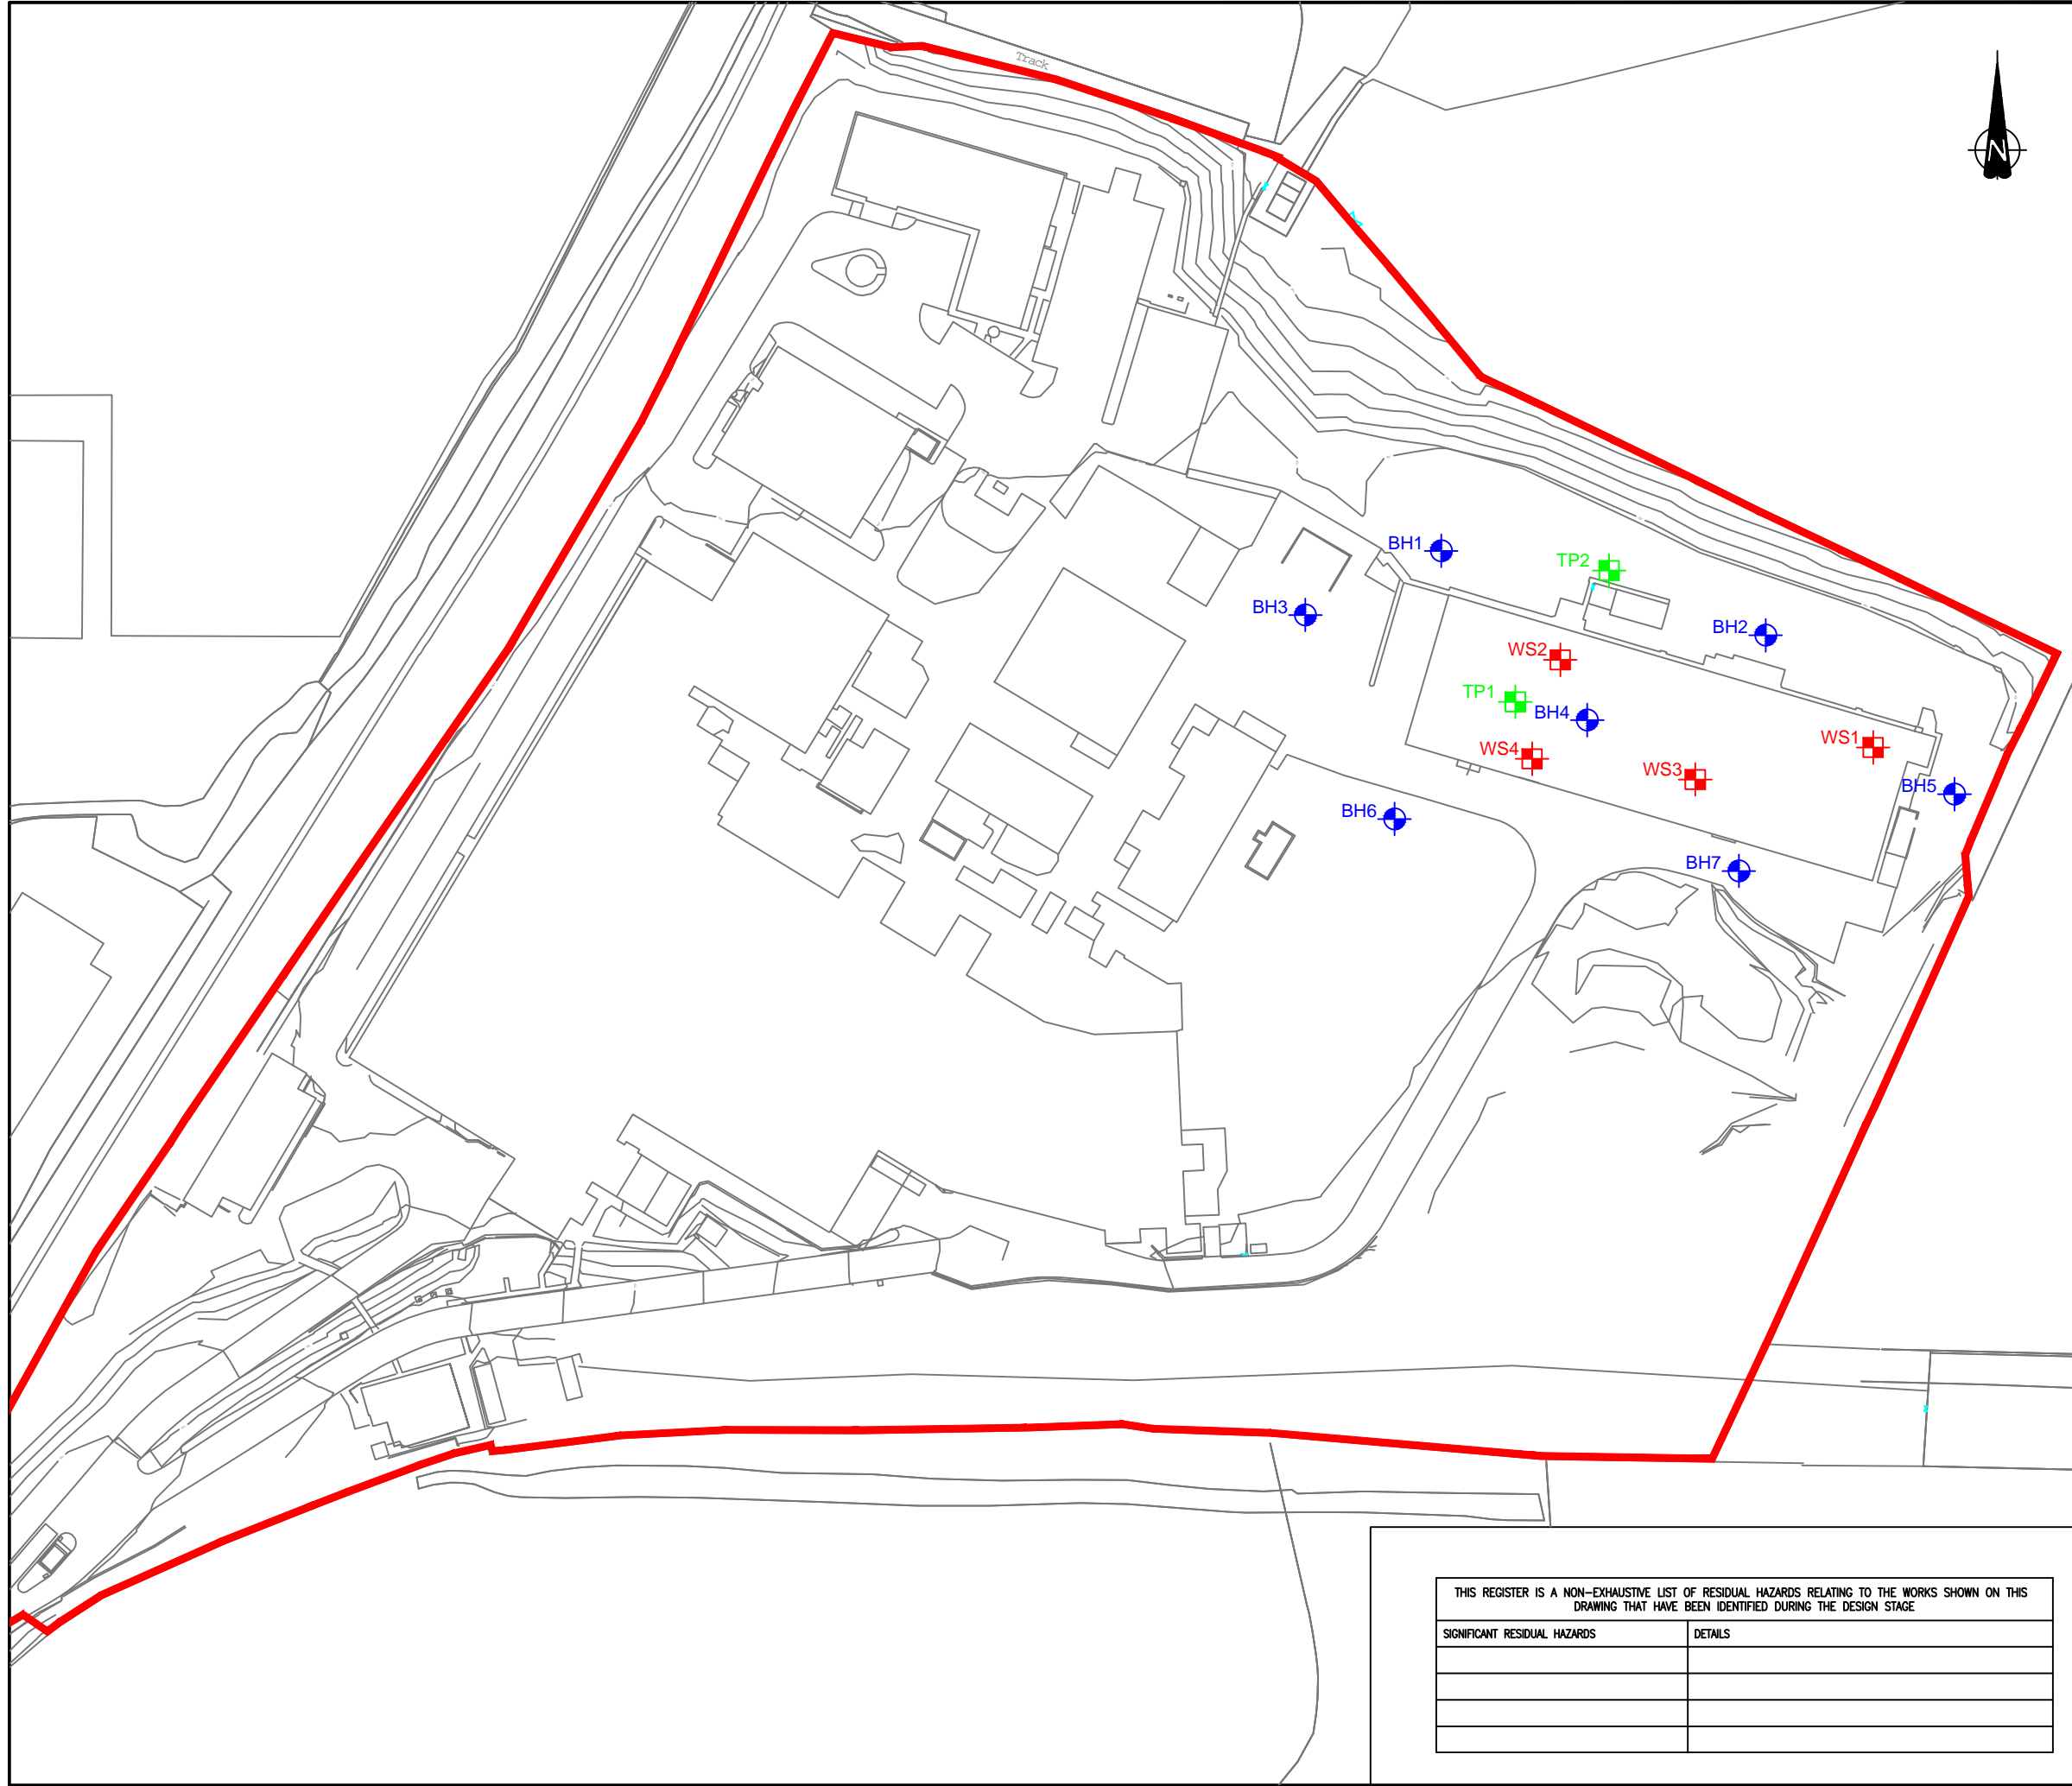 Track
N
BH1
TP2
BH3
BH2
WS2
TP1
BH4
WS1
WS4
WS3
BH5
BH6
BH7
THIS REGISTER IS A NON-EXHAUSTIVE LIST OF RESIDUAL HAZARDS RELATING TO THE WORKS SHOWN ON THIS
DRAWING THAT HAVE BEEN IDENTIFIED DURING THE DESIGN STAGE
SIGNIFICANT RESIDUAL HAZARDS
DETAILS